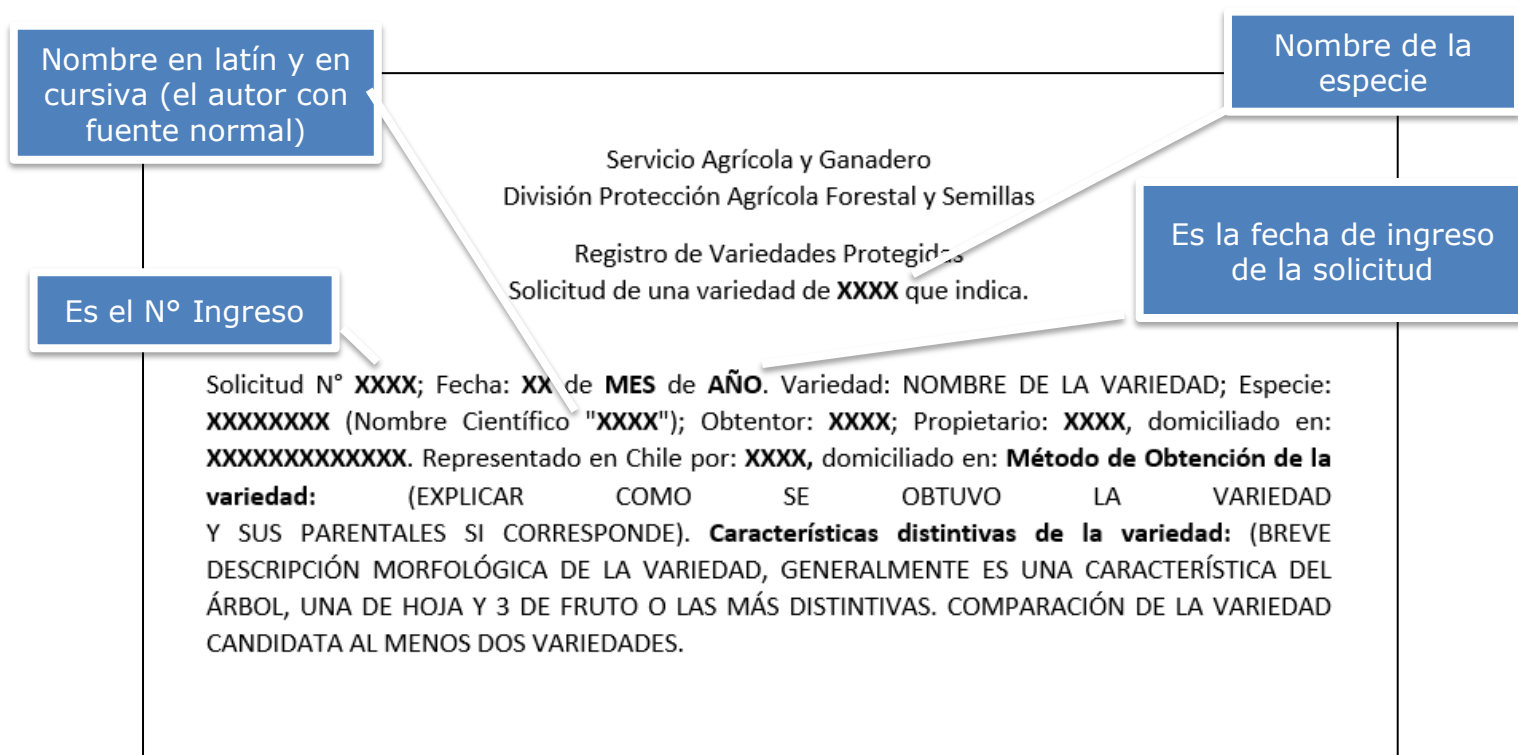 Nombre en latín y en
cursiva (el autor con
fuente normal)
Nombre de la
especie
Servicio Agrícola y Ganadero
División Protección Agrícola Forestal y Semillas
Es la fecha de ingreso
de la solicitud
Registro de Variedades Protegidas
Solicitud de una variedad de XXXX que indica.
Es el N° Ingreso
Solicitud N° XXXX; Fecha: XX de MES de AÑO. Variedad: NOMBRE DE LA VARIEDAD; Especie:
XXXXXXXX (Nombre Científico "XXXX"); Obtentor: XXXX; Propietario: XXXX, domiciliado en:
XXXXXXXXXXXXX. Representado en Chile por: XXXX, domiciliado en: Método de Obtención de la
variedad: (EXPLICAR COMO SE OBTUVO LA VARIEDAD
Y SUS PARENTALES SI CORRESPONDE). Características distintivas de la variedad: (BREVE
DESCRIPCIÓN MORFOLÓGICA DE LA VARIEDAD, GENERALMENTE ES UNA CARACTERÍSTICA DEL
ÁRBOL, UNA DE HOJA Y 3 DE FRUTO O LAS MÁS DISTINTIVAS. COMPARACIÓN DE LA VARIEDAD
CANDIDATA AL MENOS DOS VARIEDADES.